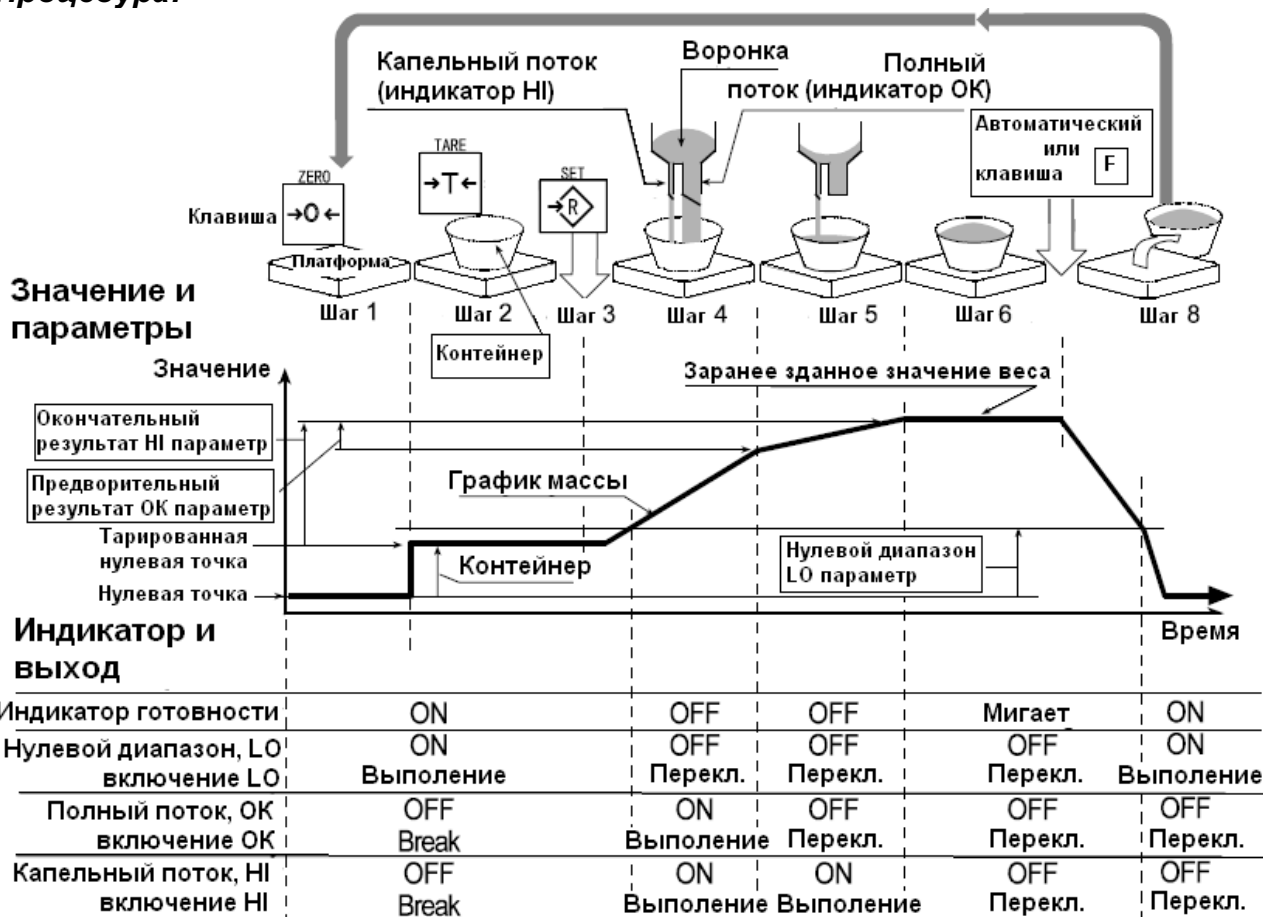 Процедура:
Капельный поток
(индикатор HI)
Воронка
Полный
поток (индикатор ОК)
Автоматический
или
клавиша F
ZERO
TARE
SET
Клавиша →0←
→T←
→R
Платформа
Шаг 1
Шаг 2
Шаг 3
Шаг 4
Шаг 5
Шаг 6
Шаг 8
Контейнер
Значение и
параметры
Значение
Заранее зданное значение веса
Окончательный
результат HI параметр
Предворительный
результат ОК параметр
График массы
Тарированная
нулевая точка
Контейнер
Нулевой диапазон
LO параметр
Нулевая точка
Время
Индикатор и
выход
Индикатор готовности ON OFF OFF Мигает ON
Нулевой диапазон, LO ON OFF OFF OFF ON
включение LO Выполение Перекл. Перекл. Перекл. Выполение
Полный поток, ОК OFF ON OFF OFF OFF
включение ОК Break Выполение Перекл. Перекл. Перекл.
Капельный поток, HI OFF ON ON OFF OFF
включение HI Break Выполение Выполение Перекл. Перекл.